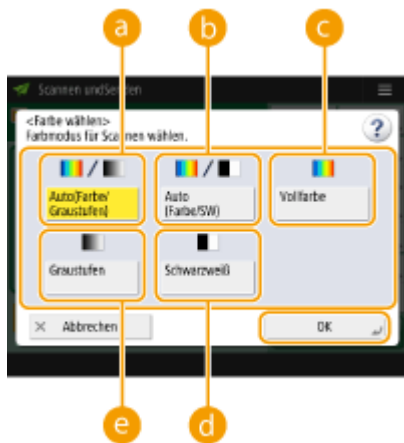 a b c
Scannen undSenden
<Farbe wählen>
Farbmodus für Scannen wählen.
?
Auto(Farbe/
Graustufen)
Auto
(Farbe/SW)
Vollfarbe
Graustufen
Schwarzweiß
× Abbrechen
OK
e d